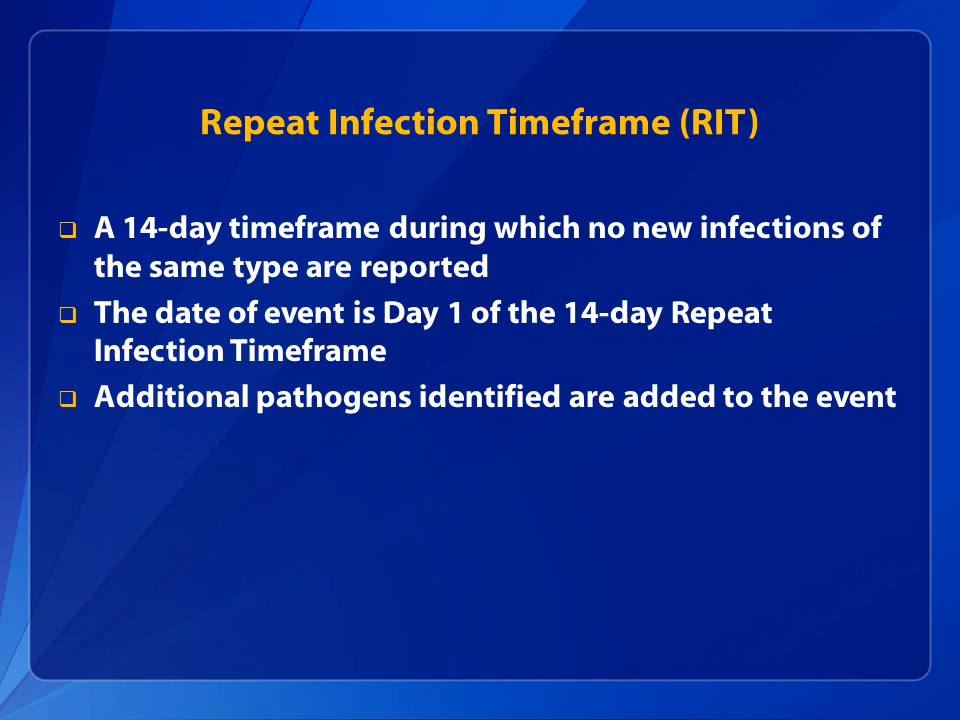 Repeat Infection Timeframe (RIT)
A 14-day timeframe during which no new infections of
the same type are reported
The date of event is Day 1 of the 14-day Repeat
Infection Timeframe
Additional pathogens identified are added to the event